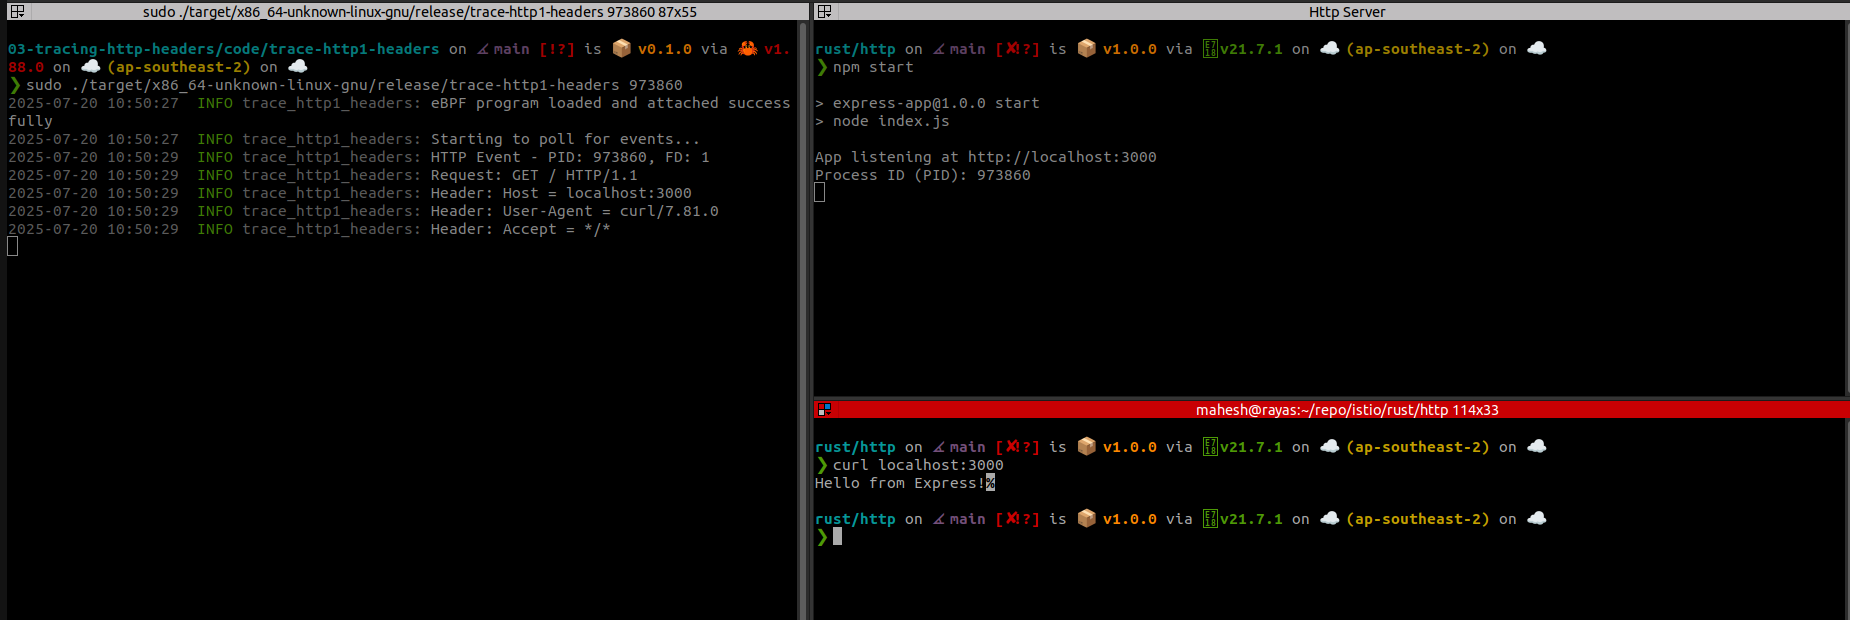 sudo ./target/x86_64-unknown-linux-gnu/release/trace-http1-headers 973860 87x55
03-tracing-http-headers/code/trace-http1-headers on main [!?] is 📦 v0.1.0 via 🦀 v1.
88.0 on ☁️ (ap-southeast-2) on ☁️
❯ sudo ./target/x86_64-unknown-linux-gnu/release/trace-http1-headers 973860
2025-07-20 10:50:27  INFO trace_http1_headers: eBPF program loaded and attached success
fully
2025-07-20 10:50:27  INFO trace_http1_headers: Starting to poll for events...
2025-07-20 10:50:29  INFO trace_http1_headers: HTTP Event - PID: 973860, FD: 1
2025-07-20 10:50:29  INFO trace_http1_headers: Request: GET / HTTP/1.1
2025-07-20 10:50:29  INFO trace_http1_headers: Header: Host = localhost:3000
2025-07-20 10:50:29  INFO trace_http1_headers: Header: User-Agent = curl/7.81.0
2025-07-20 10:50:29  INFO trace_http1_headers: Header: Accept = */*
Http Server
rust/http on main [✘!?] is 📦 v1.0.0 via v21.7.1 on ☁️ (ap-southeast-2) on ☁️
❯ npm start
> express-app@1.0.0 start
> node index.js
App listening at http://localhost:3000
Process ID (PID): 973860
mahesh@rayas:~/repo/istio/rust/http 114x33
rust/http on main [✘!?] is 📦 v1.0.0 via v21.7.1 on ☁️ (ap-southeast-2) on ☁️
❯ curl localhost:3000
Hello from Express!%
rust/http on main [✘!?] is 📦 v1.0.0 via v21.7.1 on ☁️ (ap-southeast-2) on ☁️
❯